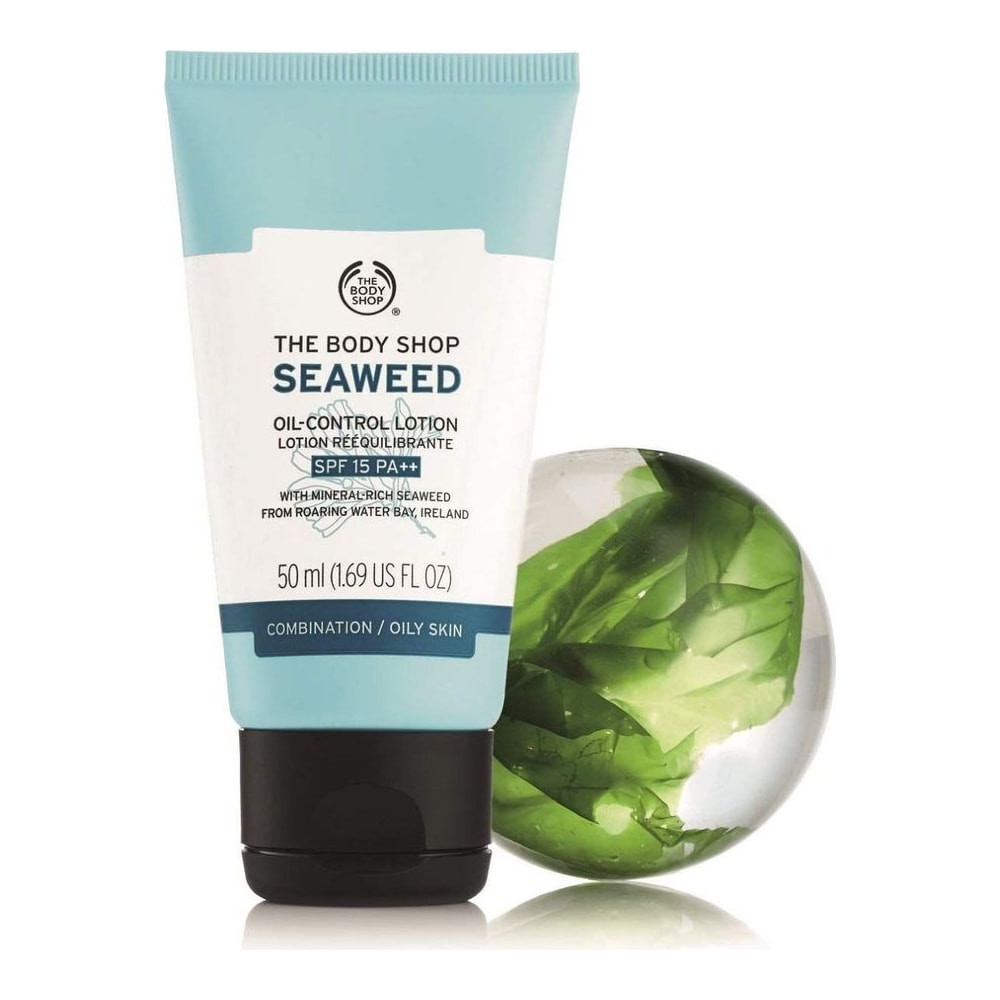 THE
BODY
SHOP
®
THE BODY SHOP
SEAWEED
OIL-CONTROL LOTION
LOTION RÉÉQUILIBRANTE
SPF 15 PA++
WITH MINERAL-RICH SEAWEED
FROM ROARING WATER BAY, IRELAND
50 ml (1.69 US FL OZ)
COMBINATION / OILY SKIN